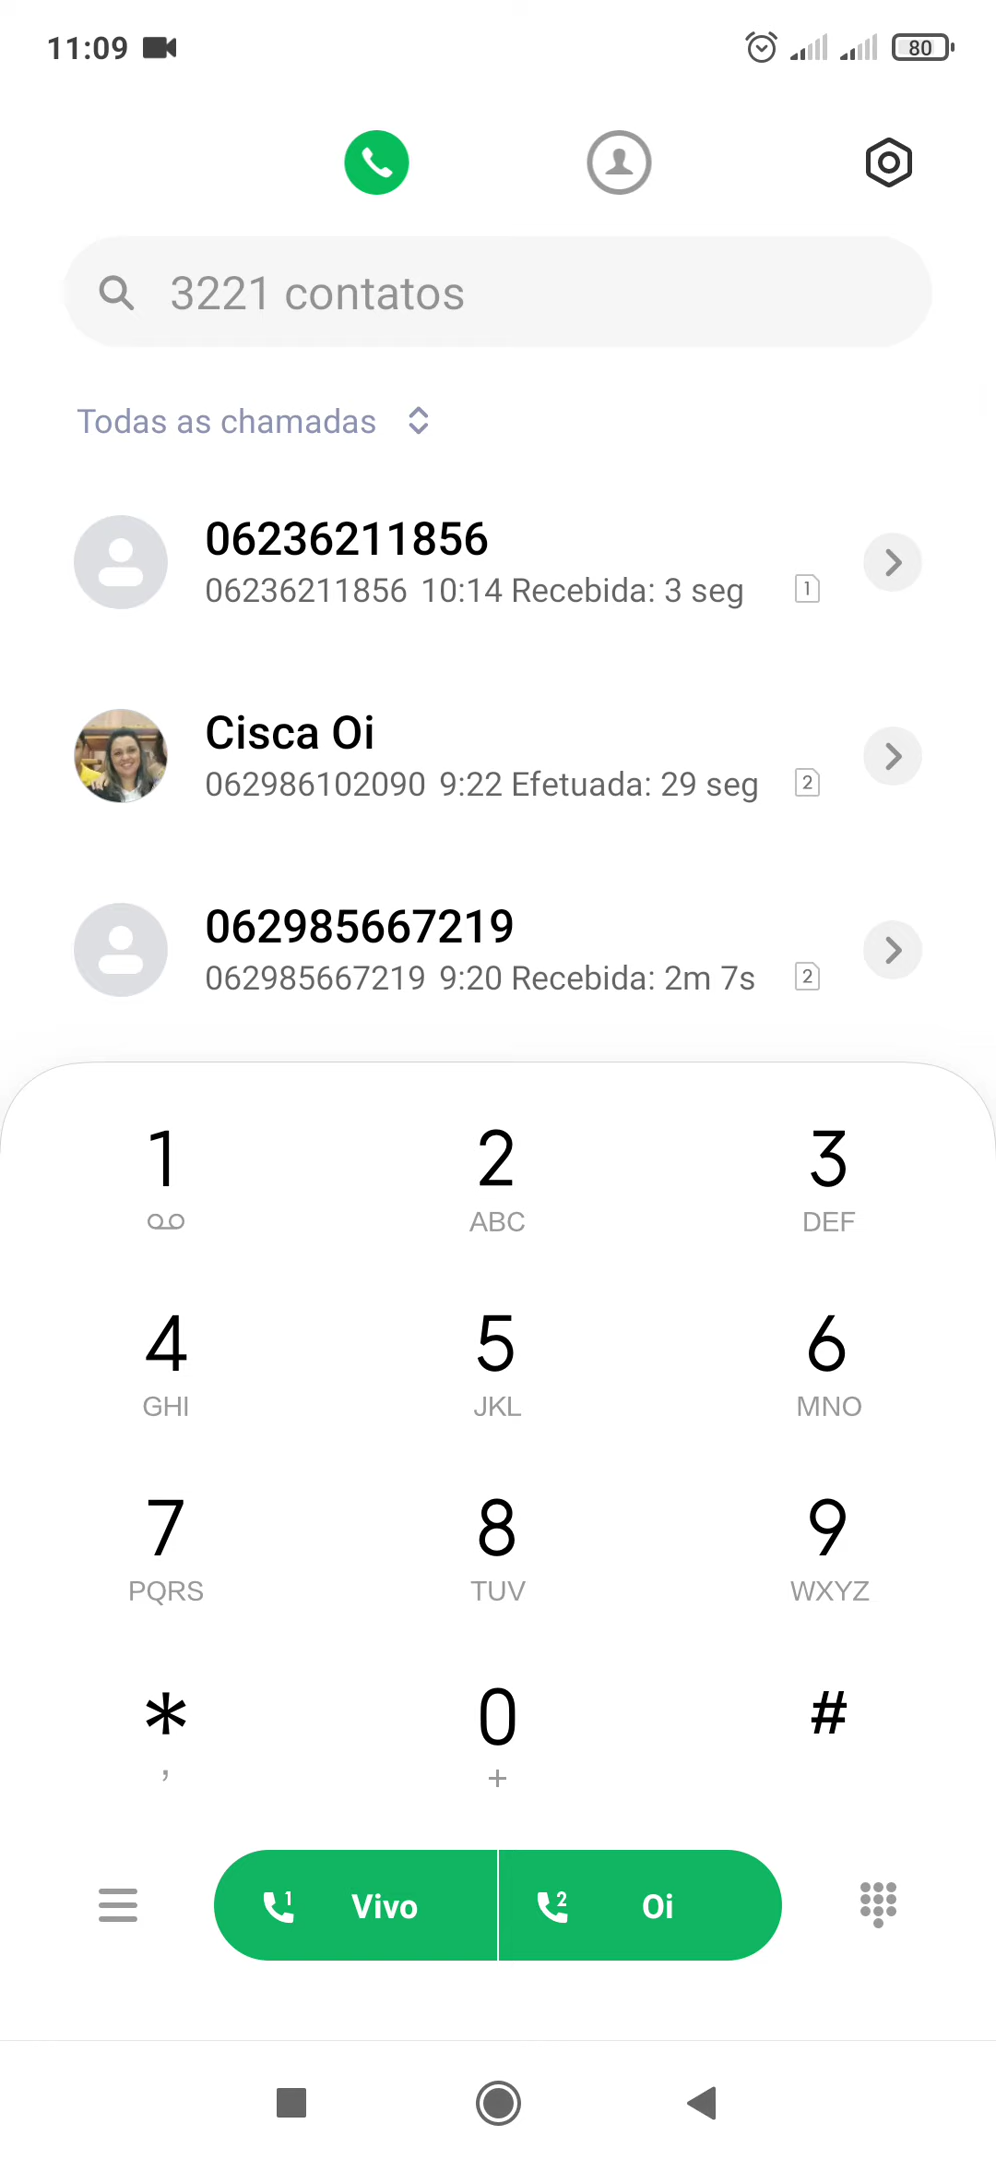 11:09 80
3221 contatos
Todas as chamadas
06236211856
06236211856 10:14 Recebida: 3 seg 1
Cisca Oi
062986102090 9:22 Efetuada: 29 seg 2
062985667219
062985667219 9:20 Recebida: 2m 7s 2
1 2 3
ABC DEF
4 5 6
GHI JKL MNO
7 8 9
PQRS TUV WXYZ
* 0 #
, +
1 Vivo 2 Oi